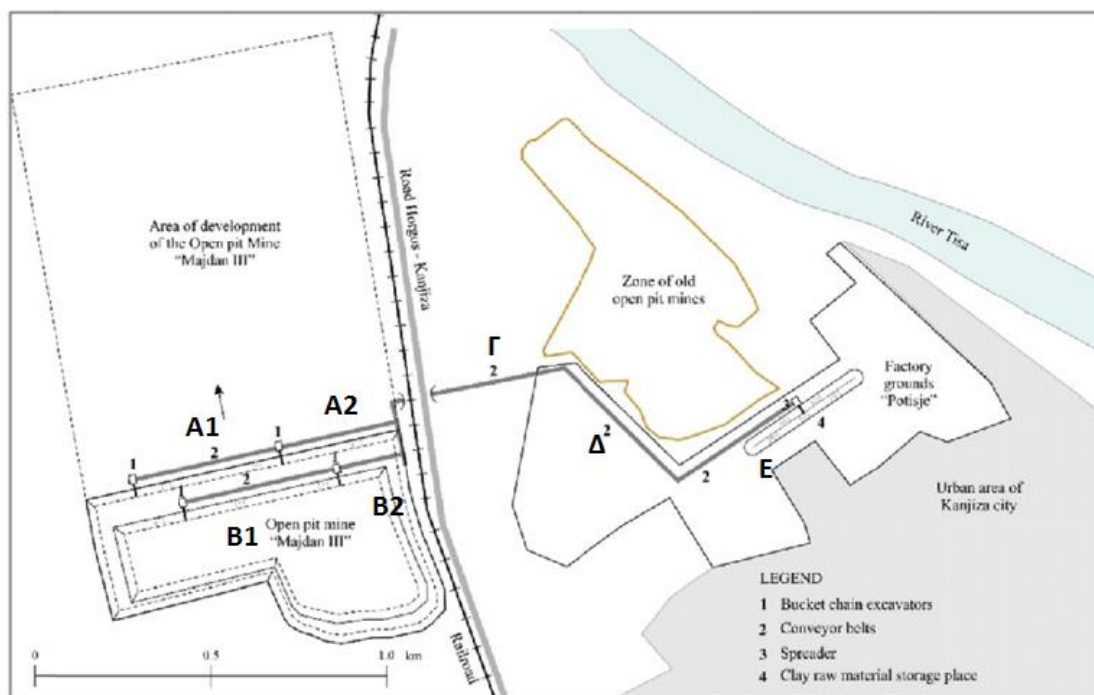 Area of development
of the Open pit Mine
"Majdan III"
Road Horgos - Kanjiza
River Tisa
Zone of old
open pit mines
Γ
2
Factory
grounds
"Potisje"
A2
A1
1
2
1
3
4
Δ
2
2
E
1
2
1
B2
B1
Open pit mine
"Majdan III"
Urban area of
Kanjiza city
Railroad
LEGEND
1 Bucket chain excavators
2 Conveyor belts
3 Spreader
4 Clay raw material storage place
0 0.5 1.0 km